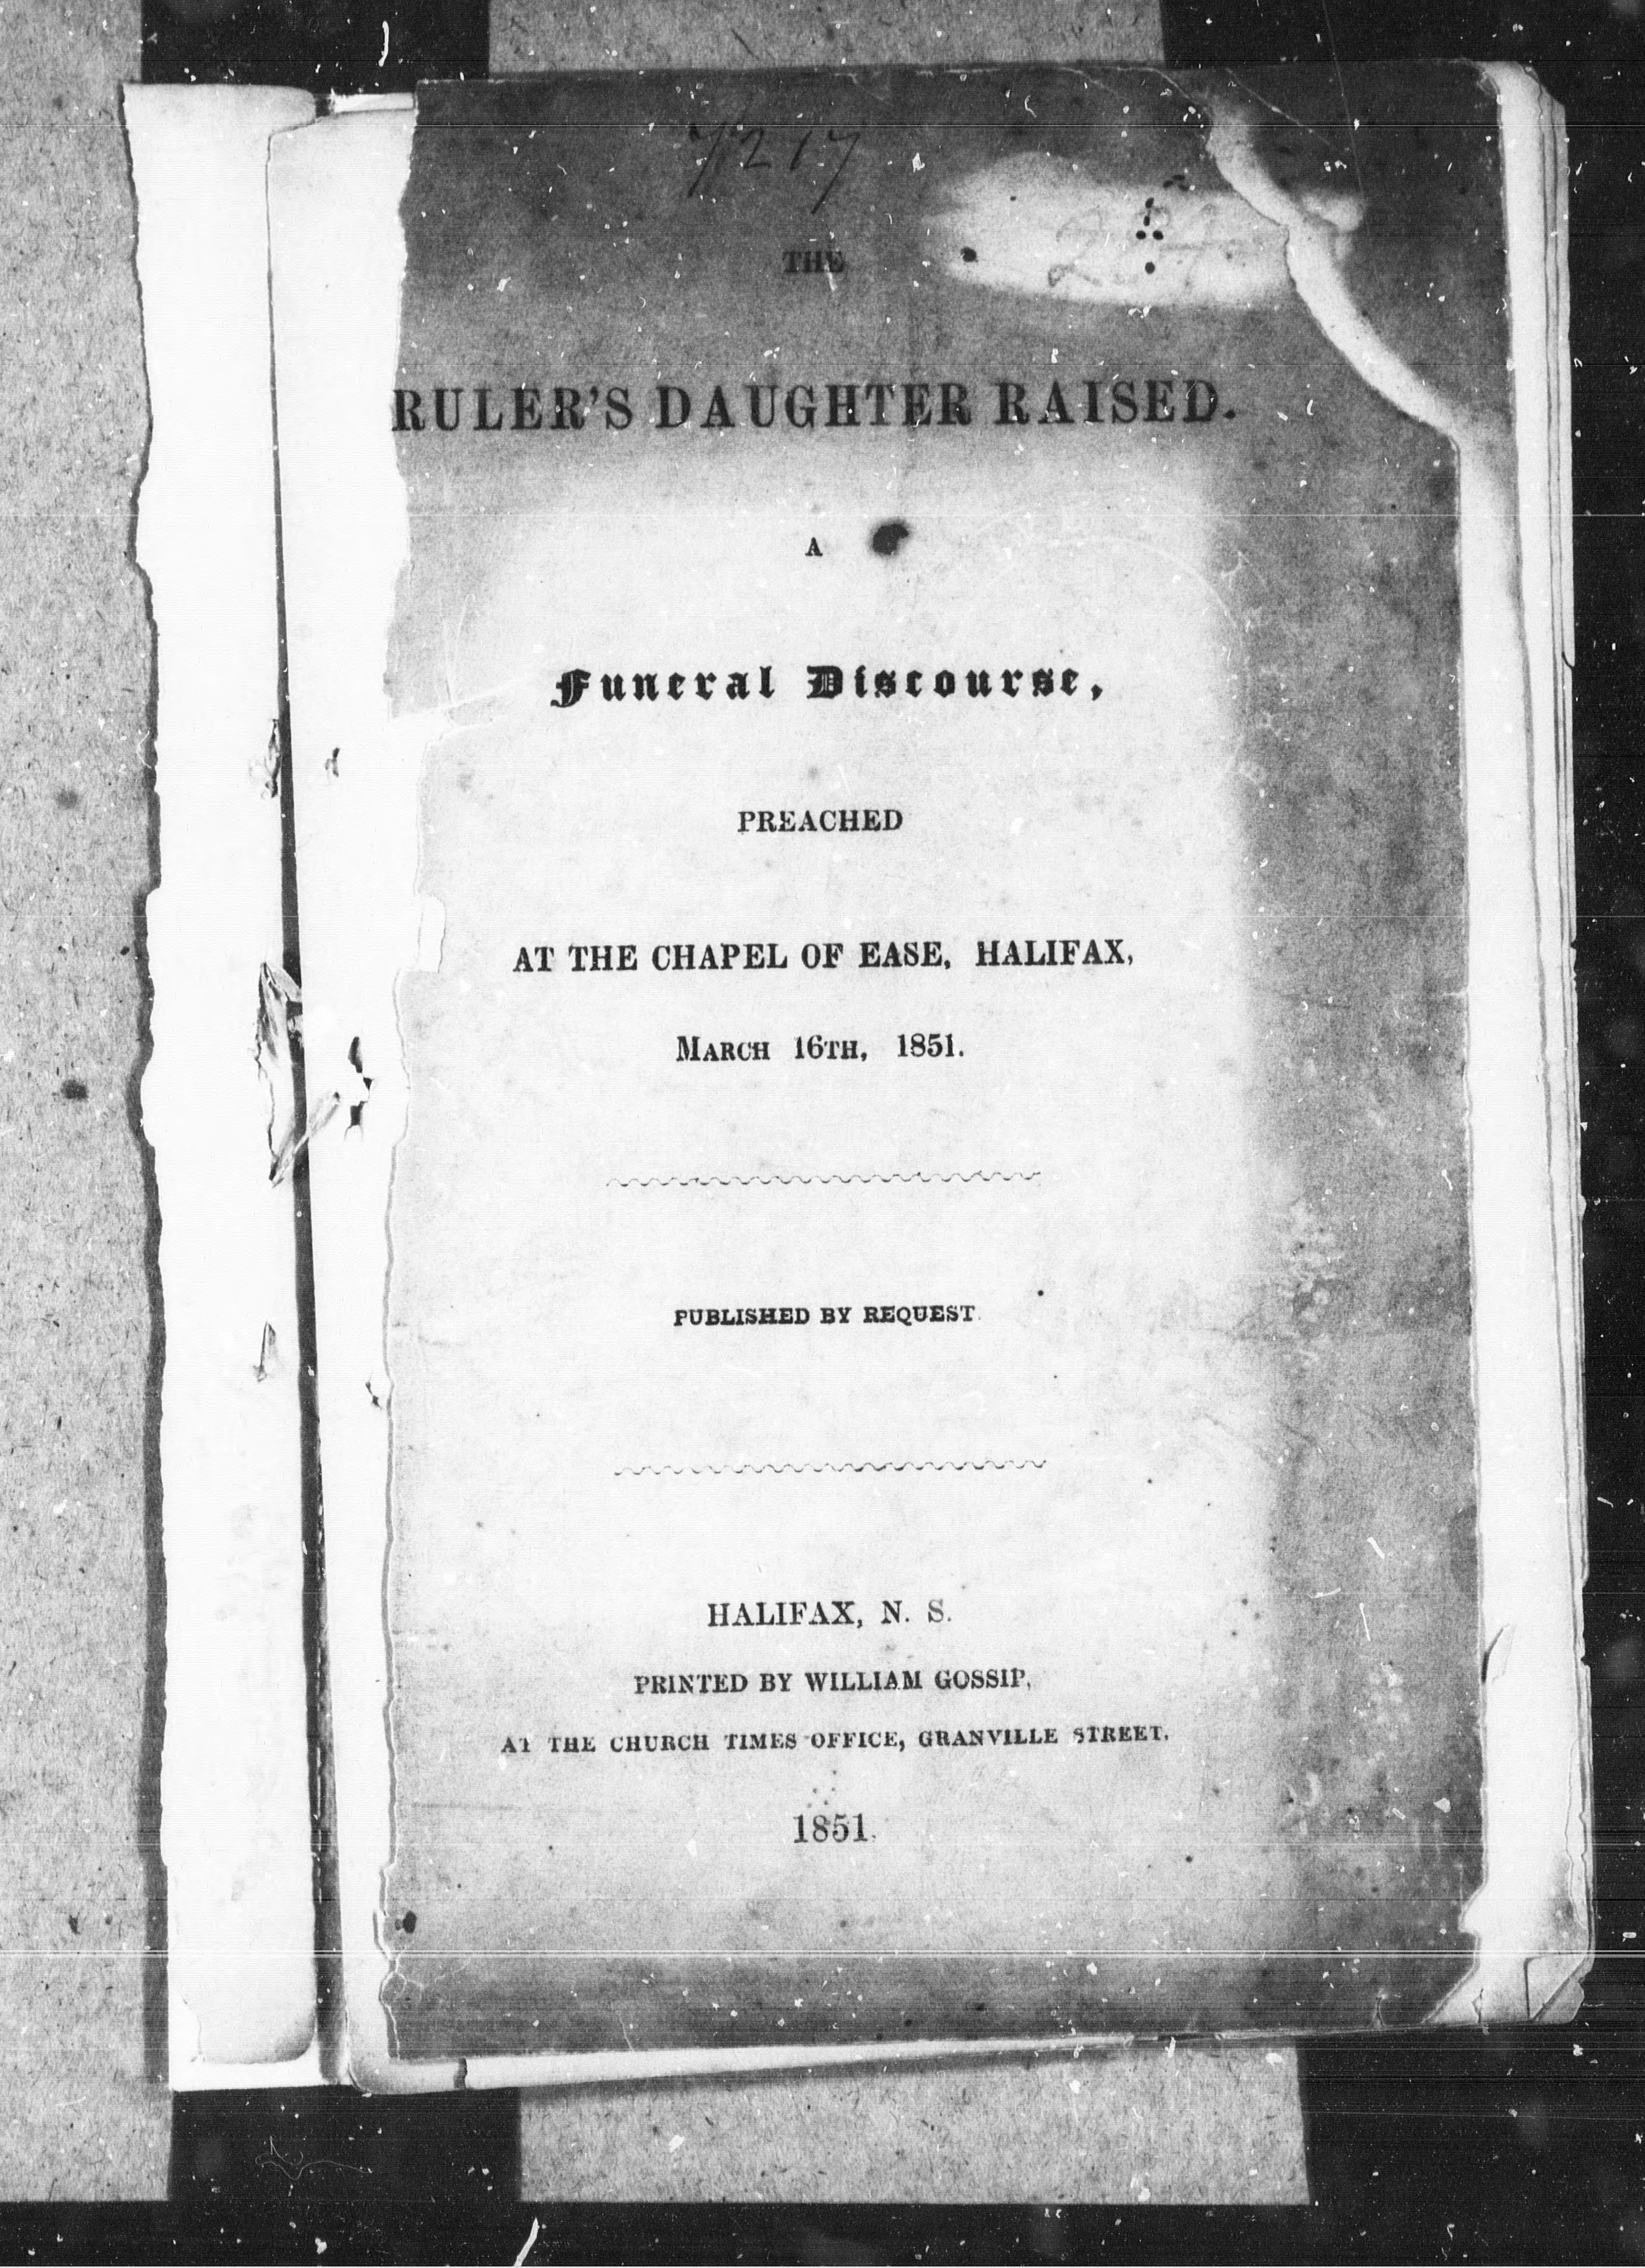 THE
RULER'S DAUGHTER RAISED.
A
Funeral Discourse,
PREACHED
AT THE CHAPEL OF EASE, HALIFAX,
MARCH 16TH, 1851.
PUBLISHED BY REQUEST.
HALIFAX, N. S.
PRINTED BY WILLIAM GOSSIP,
AT THE CHURCH TIMES OFFICE, GRANVILLE STREET.
1851.